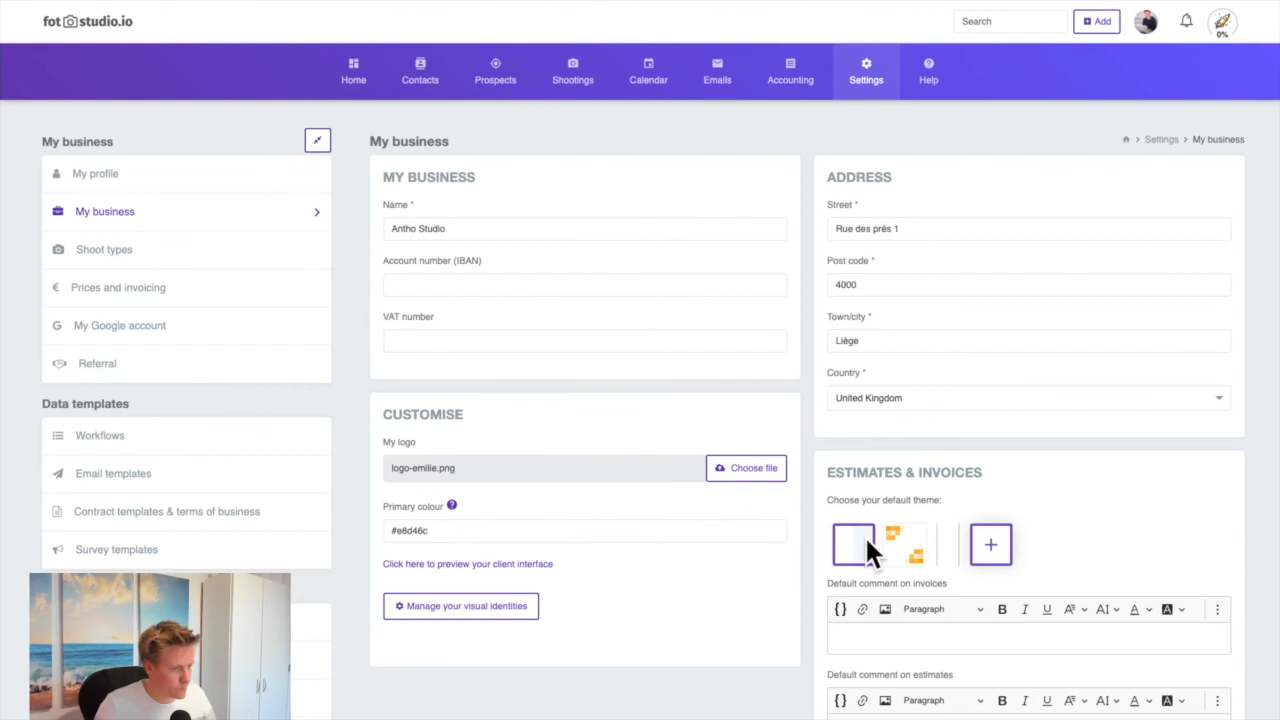 fotstudio.io
Search
Add
0%
Home
Contacts
Prospects
Shootings
Calendar
Emails
Accounting
Settings
Help
My business
My profile
My business
Shoot types
€ Prices and invoicing
G My Google account
Referral
Data templates
Workflows
Email templates
Contract templates & terms of business
Survey templates
My business
Settings > My business
MY BUSINESS
Name *
Antho Studio
Account number (IBAN)
VAT number
CUSTOMISE
My logo
logo-emilie.png
Choose file
Primary colour ?
#e8d46c
Click here to preview your client interface
Manage your visual identities
ADDRESS
Street *
Rue des prés 1
Post code *
4000
Town/city *
Liège
Country *
United Kingdom
ESTIMATES & INVOICES
Choose your default theme:
+
Default comment on invoices
{} Paragraph B I U AI A A
Default comment on estimates
{} Paragraph B I U AI A A